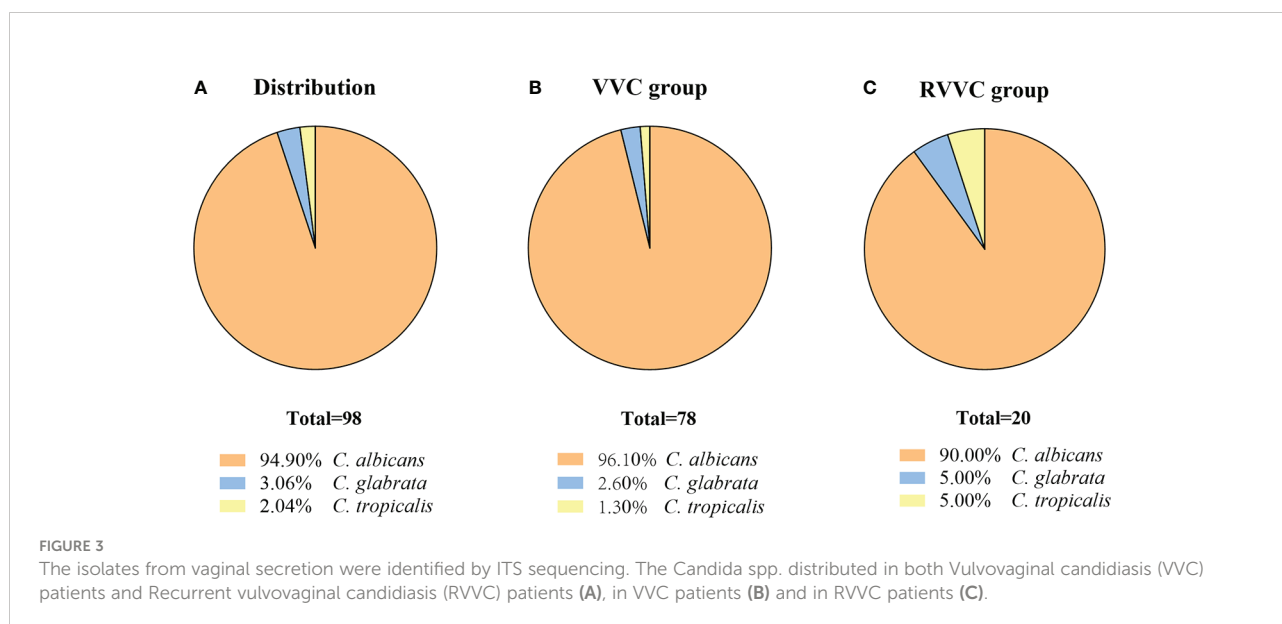 A Distribution
Total=98
94.90% C. albicans
3.06% C. glabrata
2.04% C. tropicalis
B VVC group
Total=78
96.10% C. albicans
2.60% C. glabrata
1.30% C. tropicalis
C RVVC group
Total=20
90.00% C. albicans
5.00% C. glabrata
5.00% C. tropicalis
FIGURE 3
The isolates from vaginal secretion were identified by ITS sequencing. The Candida spp. distributed in both Vulvovaginal candidiasis (VVC)
patients and Recurrent vulvovaginal candidiasis (RVVC) patients (A), in VVC patients (B) and in RVVC patients (C).